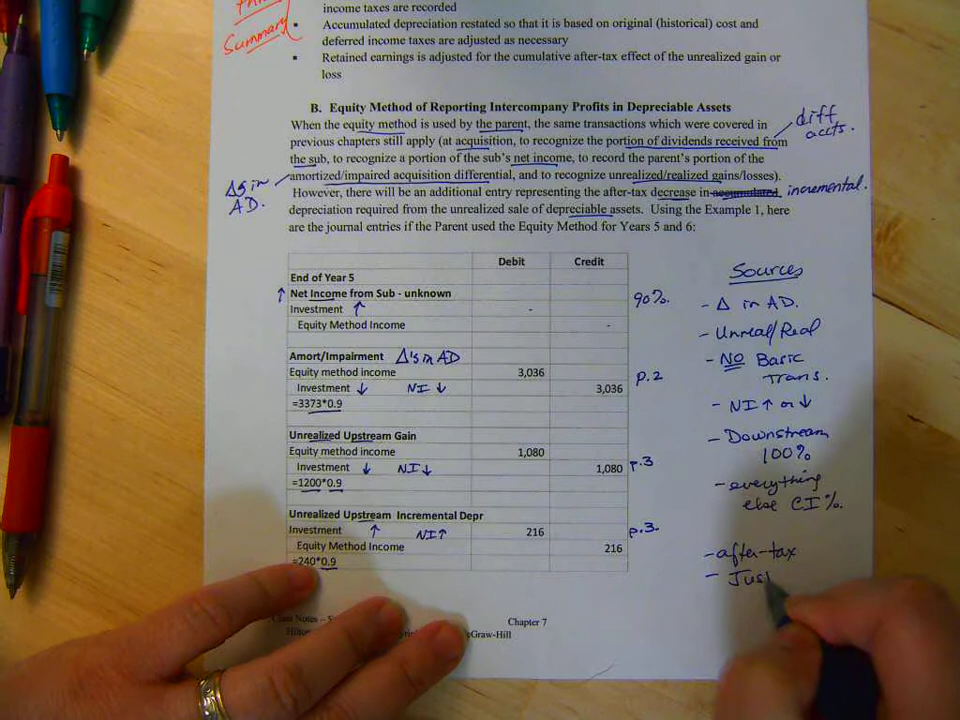 Summary
income taxes are recorded
▪ Accumulated depreciation restated so that it is based on original (historical) cost and
deferred income taxes are adjusted as necessary
▪ Retained earnings is adjusted for the cumulative after-tax effect of the unrealized gain or
loss
B. Equity Method of Reporting Intercompany Profits in Depreciable Assets
When the equity method is used by the parent, the same transactions which were covered in
previous chapters still apply (at acquisition, to recognize the portion of dividends received from
the sub, to recognize a portion of the sub's net income, to record the parent's portion of the
amortized/impaired acquisition differential, and to recognize unrealized/realized gains/losses).
However, there will be an additional entry representing the after-tax decrease in accumulated incremental.
depreciation required from the unrealized sale of depreciable assets. Using the Example 1, here
are the journal entries if the Parent used the Equity Method for Years 5 and 6:
diff
accts.
Δs in
AD.
Debit Credit
End of Year 5
↑ Net Income from Sub - unknown 90%.
Investment ↑ -
Equity Method Income -
Amort/Impairment Δ's in AD
Equity method income 3,036 p.2
Investment ↓ NI ↓ 3,036
=3373*0.9
Unrealized Upstream Gain
Equity method income 1,080
Investment ↓ NI ↓ 1,080 p.3
=1200*0.9
Unrealized Upstream Incremental Depr
Investment ↑ NI ↑ 216 p.3.
Equity Method Income 216
=240*0.9
Sources
- Δ in AD.
- Unreal/Real
- NO Basic
Trans.
- NI ↑ or ↓
- Downstream
100%
- everything
else CI%.
- after-tax
- Jus
Chapter 7
Graw-Hill